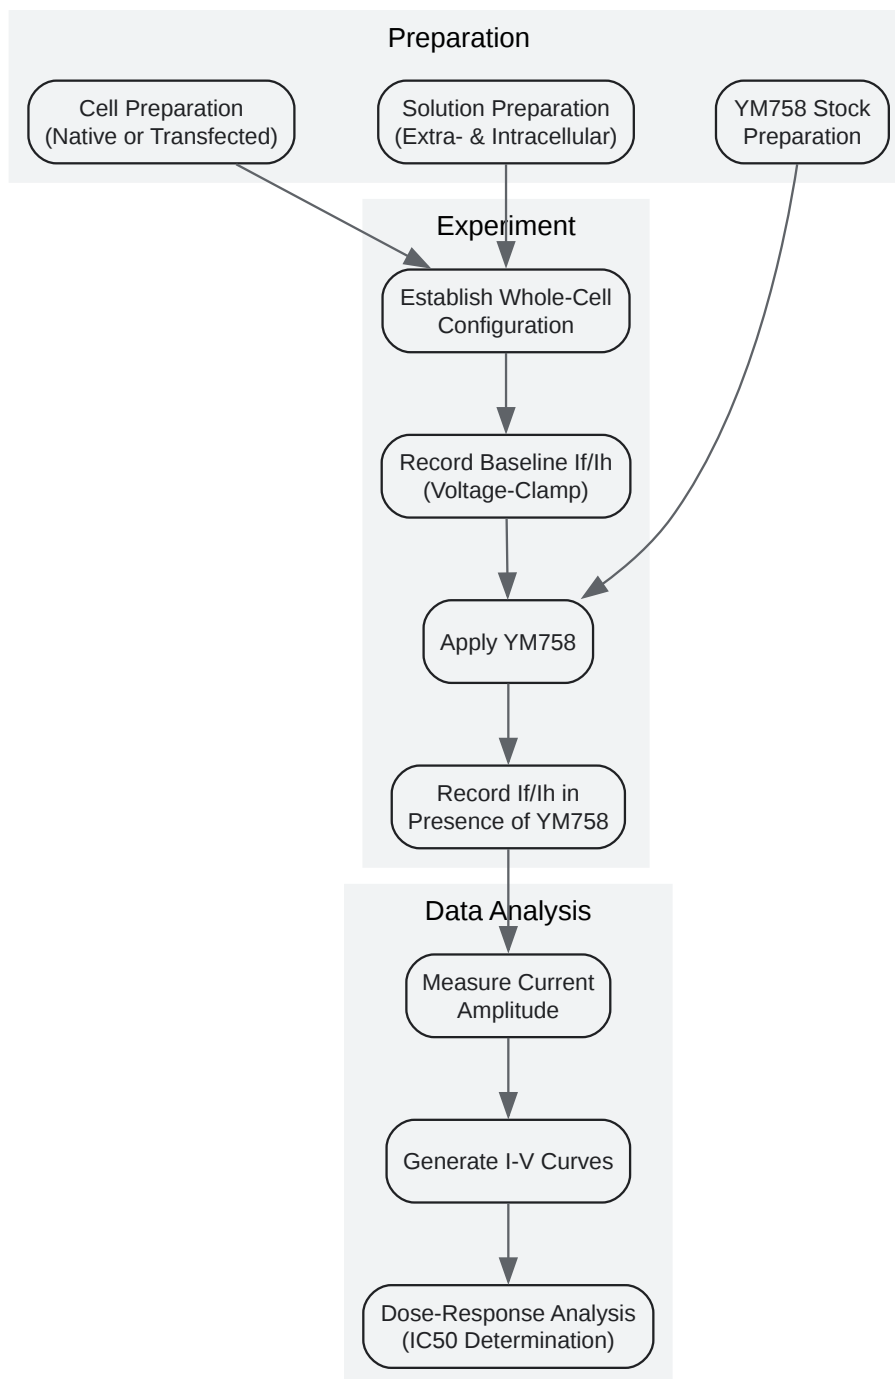 Preparation
Cell Preparation
(Native or Transfected)
Solution Preparation
(Extra- & Intracellular)
YM758 Stock
Preparation
Experiment
Establish Whole-Cell
Configuration
Record Baseline If/Ih
(Voltage-Clamp)
Apply YM758
Record If/Ih in
Presence of YM758
Data Analysis
Measure Current
Amplitude
Generate I-V Curves
Dose-Response Analysis
(IC50 Determination)